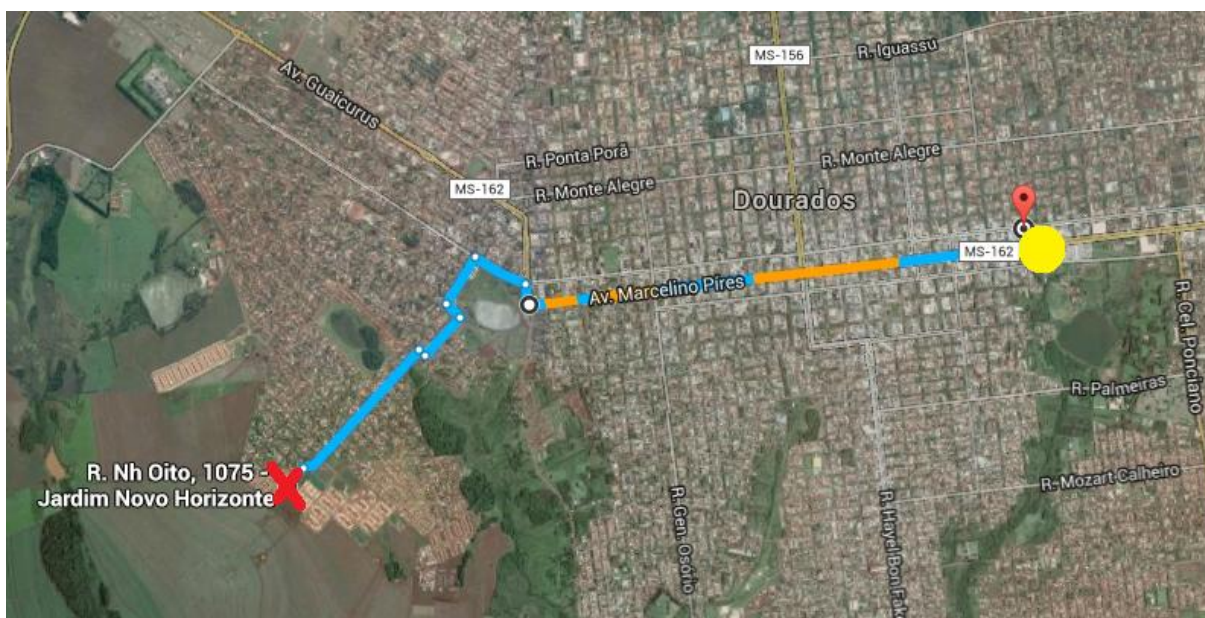 MS-156
R. Iguassu
Av. Guaicurus
R. Ponta Porã
R. Monte Alegre
MS-162
R. Monte Alegre
Dourados
MS-162
Av. Marcelino Pires
R. Cel. Ponciano
R. Palmeiras
R. Nh Oito, 1075 -
Jardim Novo Horizonte
R. Mozart Calheiro
R. Gen. Osório
R. Hayel Bon Fak